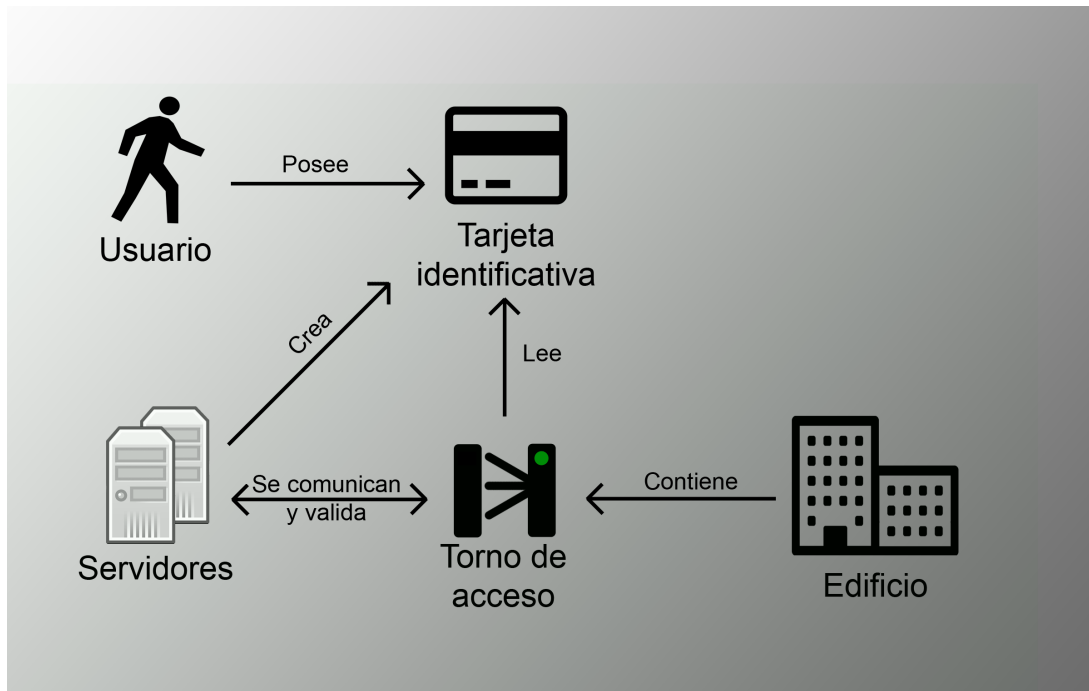 Posee
Usuario
Tarjeta
identificativa
Crea
Lee
Se comunican
y valida
Contiene
Servidores
Torno de
acceso
Edificio